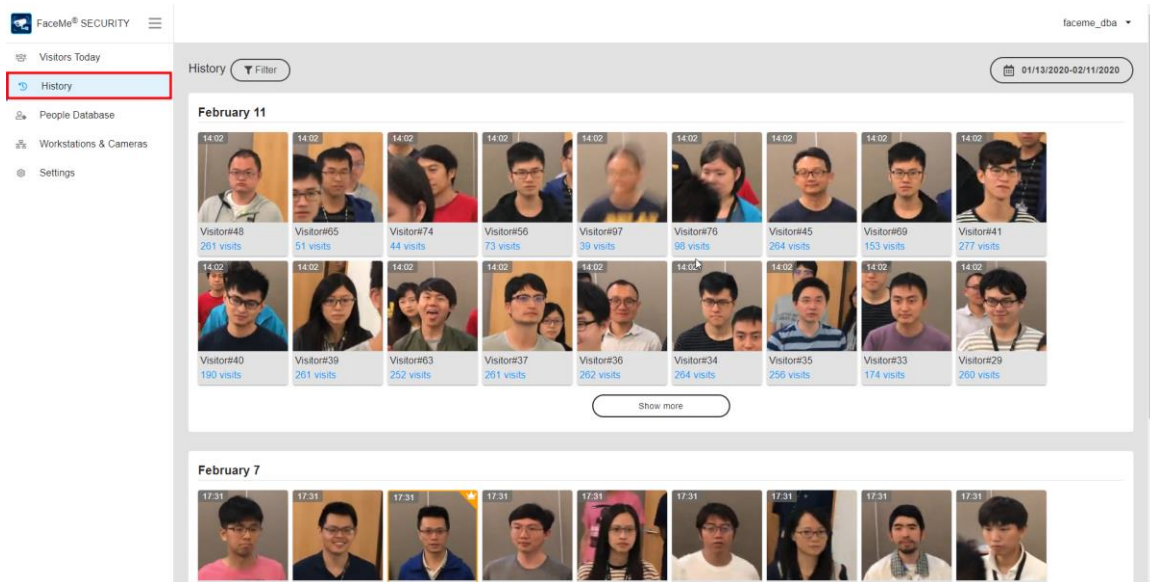 FaceMe® SECURITY
faceme_dba
Visitors Today
History
People Database
Workstations & Cameras
Settings
History
Filter
01/13/2020-02/11/2020
February 11
14:02 14:02 14:02 14:02 14:02 14:02 14:02 14:02 14:02
Visitor#48 Visitor#65 Visitor#74 Visitor#56 Visitor#97 Visitor#76 Visitor#45 Visitor#69 Visitor#41
261 visits 51 visits 44 visits 73 visits 39 visits 98 visits 264 visits 153 visits 277 visits
14:02 14:02 14:02 14:02 14:02 14:02 14:02 14:02 14:02
Visitor#40 Visitor#39 Visitor#63 Visitor#37 Visitor#36 Visitor#34 Visitor#35 Visitor#33 Visitor#29
190 visits 261 visits 252 visits 261 visits 262 visits 264 visits 256 visits 174 visits 260 visits
Show more
February 7
17:31 17:31 17:31 17:31 17:31 17:31 17:31 17:31 17:31